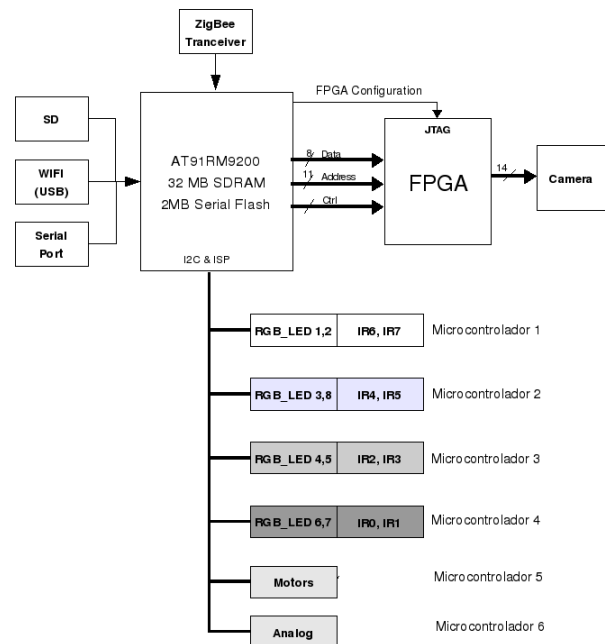 ZigBee
Tranceiver
FPGA Configuration
SD
WIFI
(USB)
Serial
Port
AT91RM9200
32 MB SDRAM
2MB Serial Flash
I2C & ISP
8 Data
11 Address
Ctrl
JTAG
FPGA
14
Camera
RGB_LED 1,2 IR6, IR7 Microcontrolador 1
RGB_LED 3,8 IR4, IR5 Microcontrolador 2
RGB_LED 4,5 IR2, IR3 Microcontrolador 3
RGB_LED 6,7 IR0, IR1 Microcontrolador 4
Motors Microcontrolador 5
Analog Microcontrolador 6